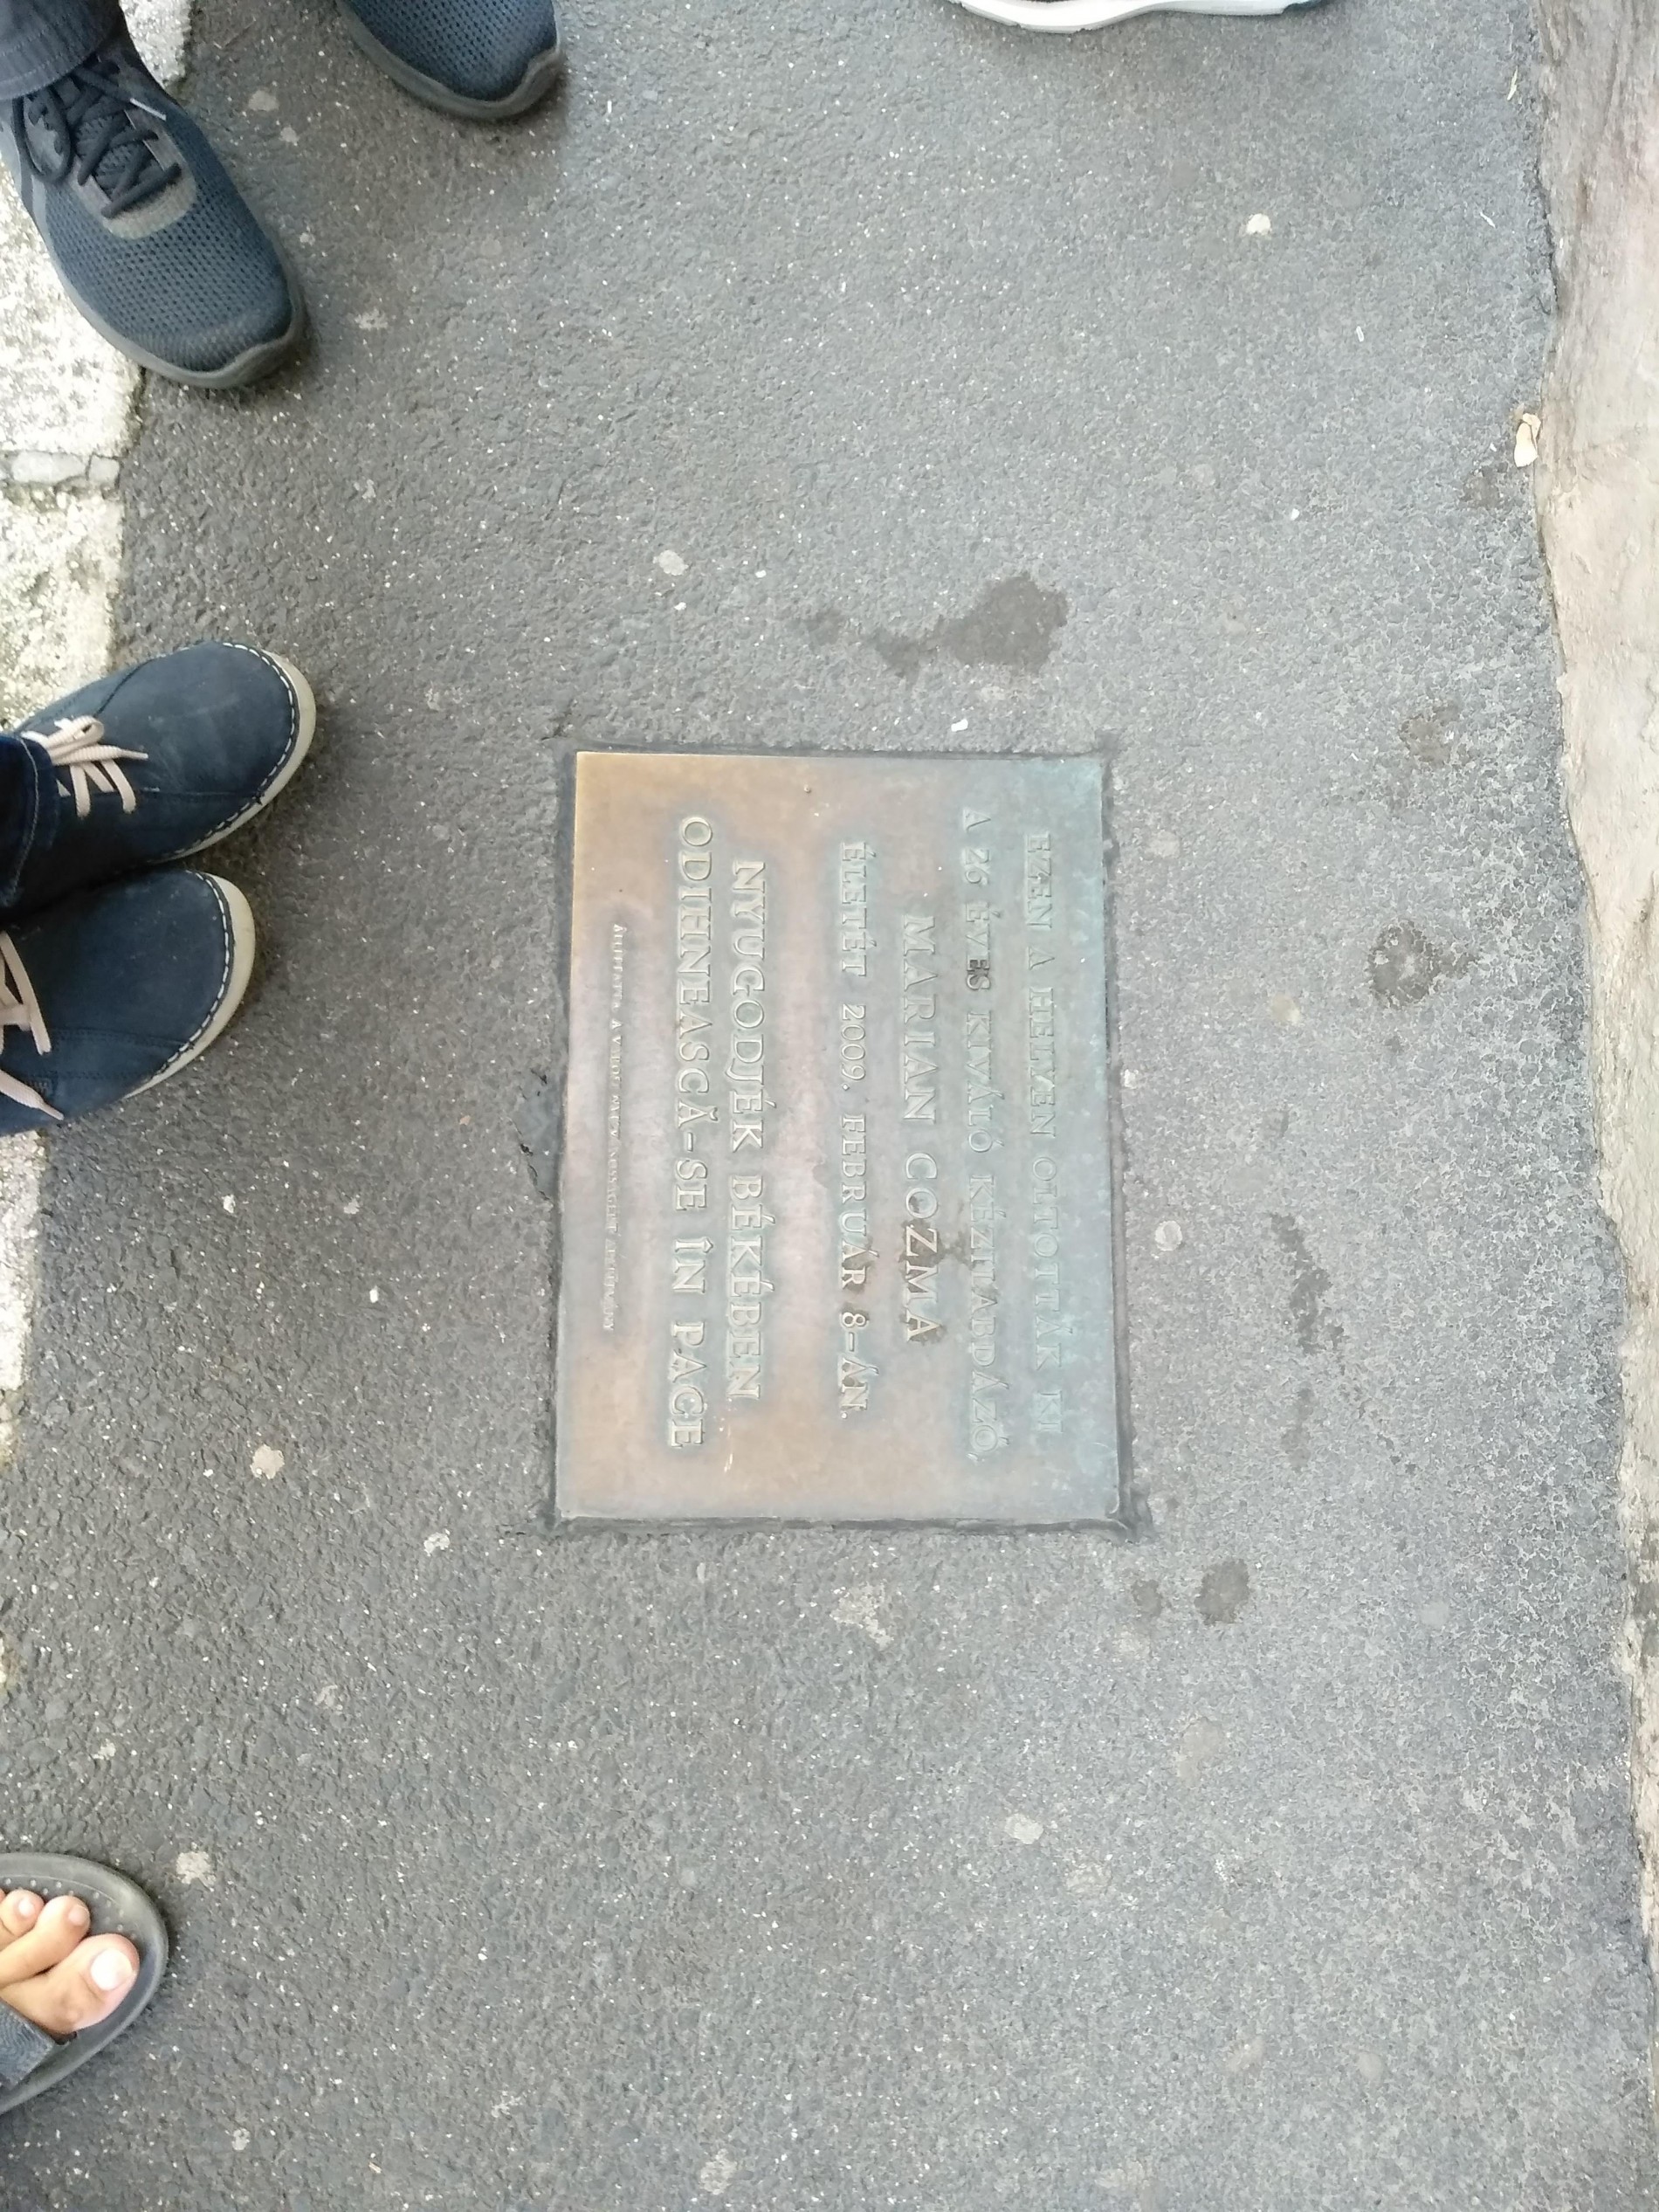 EZEN A HELYEN OLTOTTÁK KI
A 26 ÉVES KIVÁLÓ KÉZILABDÁZÓ,
MARIAN COZMA
ÉLETÉT 2009. FEBRUÁR 8-ÁN.
NYUGODJÉK BÉKÉBEN
ODIHNEASCĂ-SE ÎN PACE
ÁLLÍTTATTA A